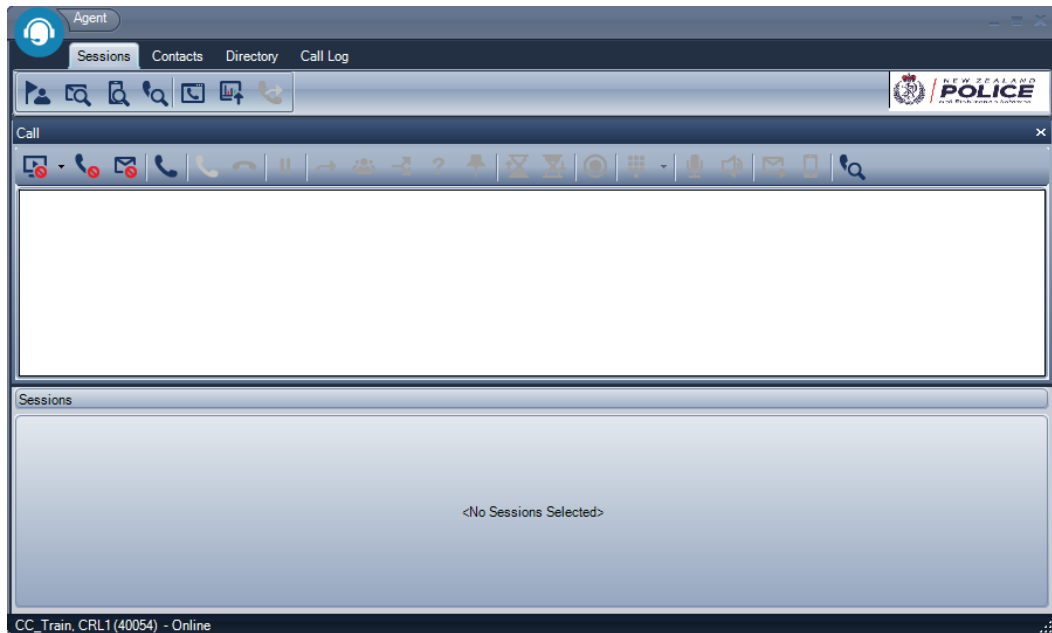 Agent
Sessions Contacts Directory Call Log
NEW ZEALAND
POLICE
Call
Sessions
<No Sessions Selected>
CC_Train, CRL1(40054) - Online